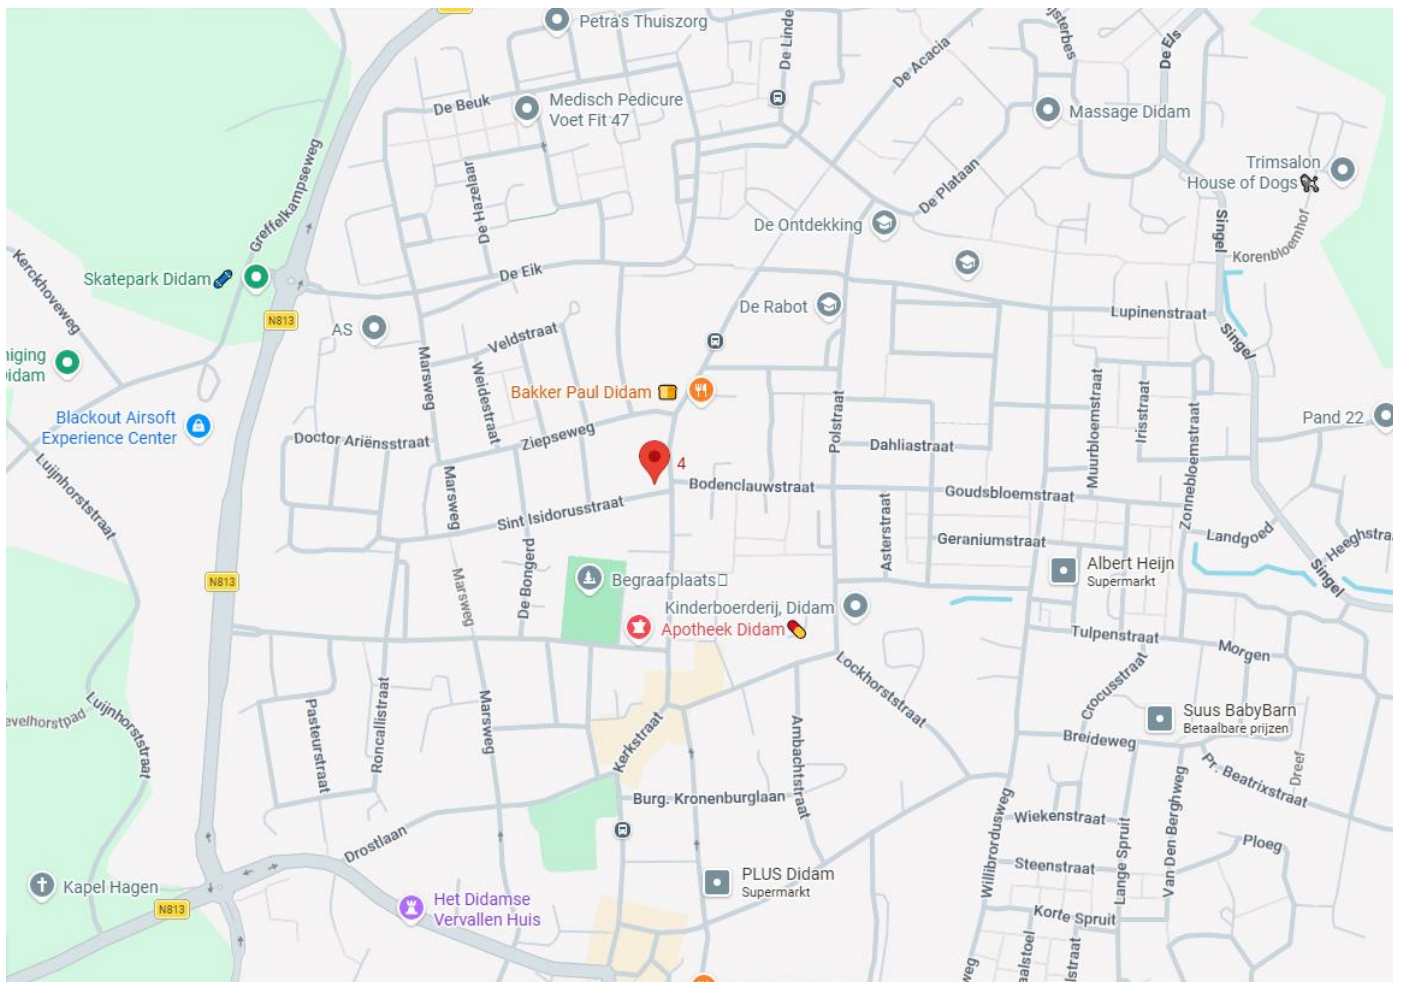 Petra's Thuiszorg
De Linde
De Acacia
De Els
De Beuk
Medisch Pedicure
Voet Fit 47
Massage Didam
Trimsalon
House of Dogs
Greffelkampseweg
De Hazelaar
De Plataan
De Ontdekking
Singel
Korenbloemhof
Kerckhoveweg
Skatepark Didam
De Eik
De Rabot
Lupinenstraat
N813
AS
Veldstraat
Singel
Marsweg
Weidestraat
Bakker Paul Didam
Polstraat
Muurbloemstraat
Irisstraat
Zonnebloemstraat
Pand 22
Blackout Airsoft
Experience Center
Doctor Ariënsstraat
Ziepseweg
Dahliastraat
Luijnhorststraat
4
Marsweg
Bodenclauwstraat
Goudsbloemstraat
Sint Isidorusstraat
Asterstraat
Geraniumstraat
Landgoed
Albert Heijn
Supermarkt
Singel
N813
Marsweg
De Bongerd
Begraafplaats
Kinderboerderij, Didam
Apotheek Didam
Tulpenstraat
Morgen
Lockhorststraat
Crocusstraat
Luijnhorststraat
Pasteurstraat
Roncallistraat
Marsweg
Kerkstraat
Ambachtstraat
Suus BabyBarn
Betaalbare prijzen
Breideweg
Dreef
Pr. Beatrixstraat
Burg. Kronenburglaan
Willibrordusweg
Wiekenstraat
Lange Spruit
Van Den Berghweg
Drostlaan
Ploeg
Steenstraat
PLUS Didam
Supermarkt
Kapel Hagen
N813
Het Didamse
Vervallen Huis
Korte Spruit